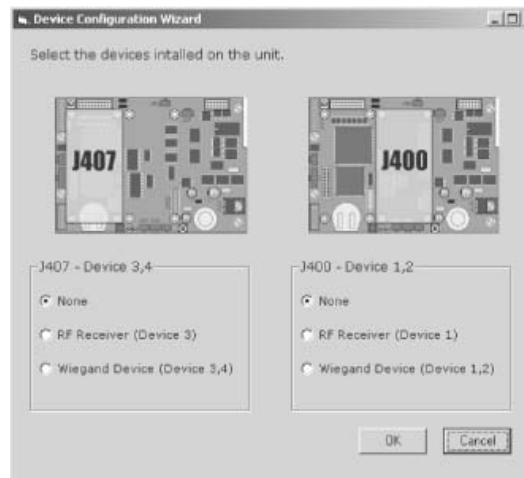 Device Configuration Wizard
Select the devices intalled on the unit.
J407
J400
J407 - Device 3,4
None
RF Receiver (Device 3)
Wiegand Device (Device 3,4)
J400 - Device 1,2
None
RF Receiver (Device 1)
Wiegand Device (Device 1,2)
OK
Cancel